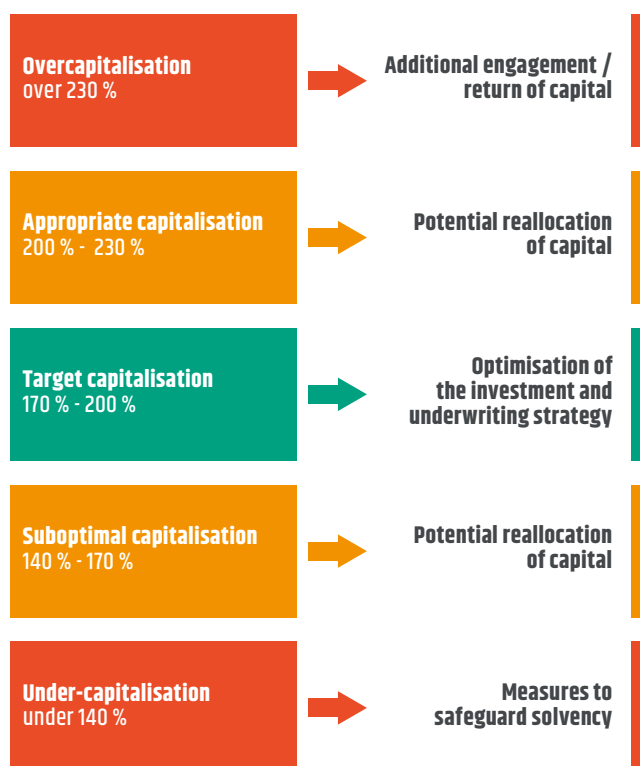 Overcapitalisation
over 230 %
Additional engagement /
return of capital
Appropriate capitalisation
200 % - 230 %
Potential reallocation
of capital
Target capitalisation
170 % - 200 %
Optimisation of
the investment and
underwriting strategy
Suboptimal capitalisation
140 % - 170 %
Potential reallocation
of capital
Under-capitalisation
under 140 %
Measures to
safeguard solvency